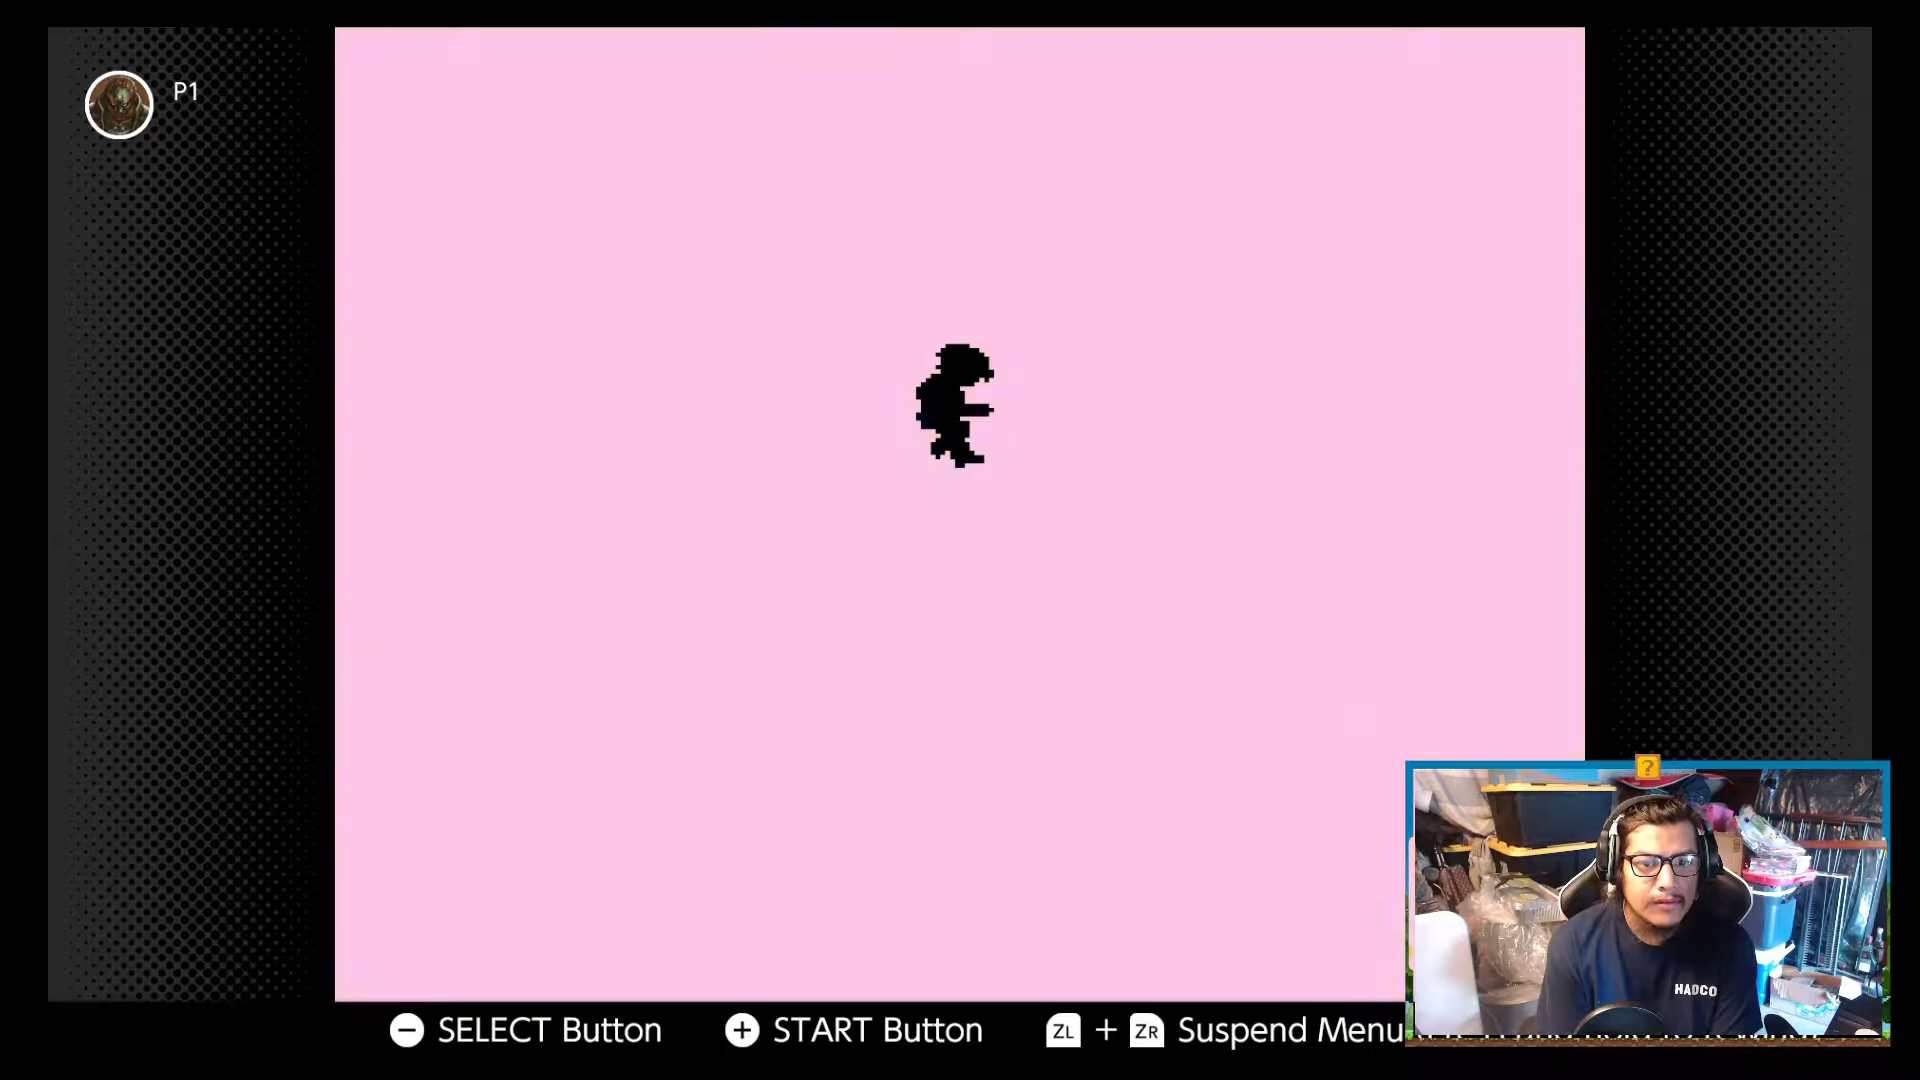 P1
?
HADCO
− SELECT Button + START Button ZL + ZR Suspend Menu